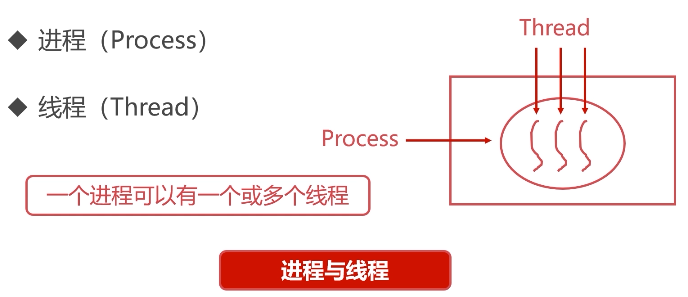 进程（Process）
线程（Thread）
一个进程可以有一个或多个线程
Thread
Process
进程与线程